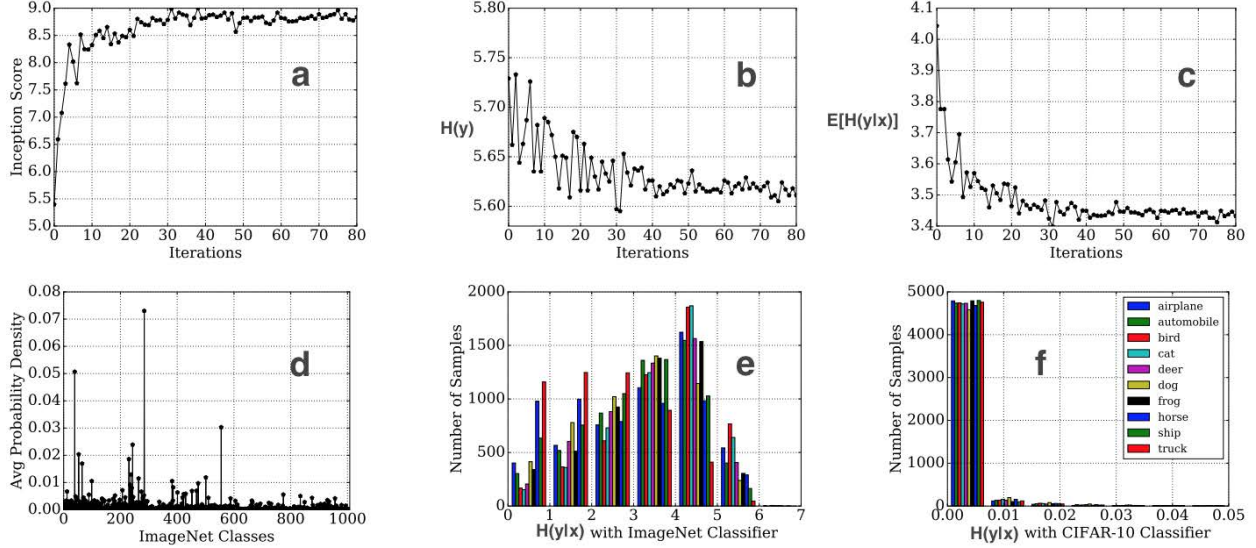 9.0
8.5
8.0
7.5
7.0
6.5
6.0
5.5
5.0
Inception Score
a
0 10 20 30 40 50 60 70 80
Iterations
5.80
5.75
5.70
5.65
5.60
H(y)
b
0 10 20 30 40 50 60 70 80
Iterations
4.1
4.0
3.9
3.8
3.7
3.6
3.5
3.4
E[H(y|x)]
c
0 10 20 30 40 50 60 70 80
Iterations
0.08
0.07
0.06
0.05
0.04
0.03
0.02
0.01
0.00
Avg Probability Density
d
0 200 400 600 800 1000
ImageNet Classes
2000
1500
1000
500
0
Number of Samples
e
0 1 2 3 4 5 6 7
H(y|x) with ImageNet Classifier
5000
4000
3000
2000
1000
0
Number of Samples
f
airplane
automobile
bird
cat
deer
dog
frog
horse
ship
truck
0.00 0.01 0.02 0.03 0.04 0.05
H(y|x) with CIFAR-10 Classifier